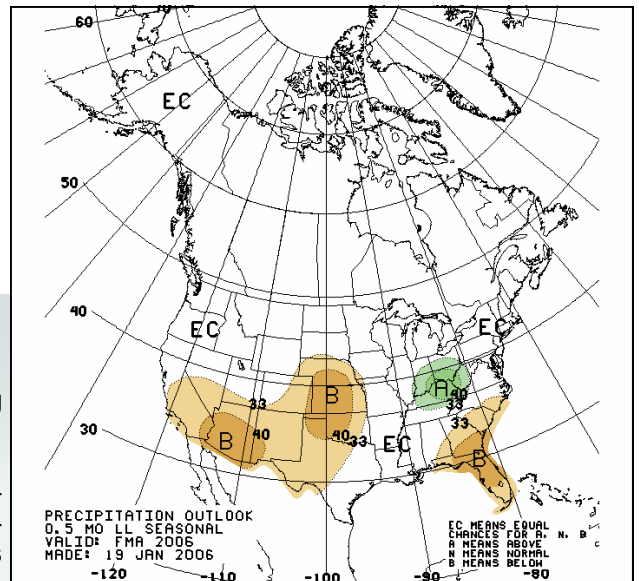 60
EC
50
40
EC
EC
33
B
A
40
33
33
B
40
40
33
30
EC
B
PRECIPITATION OUTLOOK
0.5 MO LL SEASONAL
VALID: FMA 2006
MADE: 19 JAN 2006
EC MEANS EQUAL
CHANCES FOR A, N, B
A MEANS ABOVE
N MEANS NORMAL
B MEANS BELOW
-120
-110
-100
-90
-80